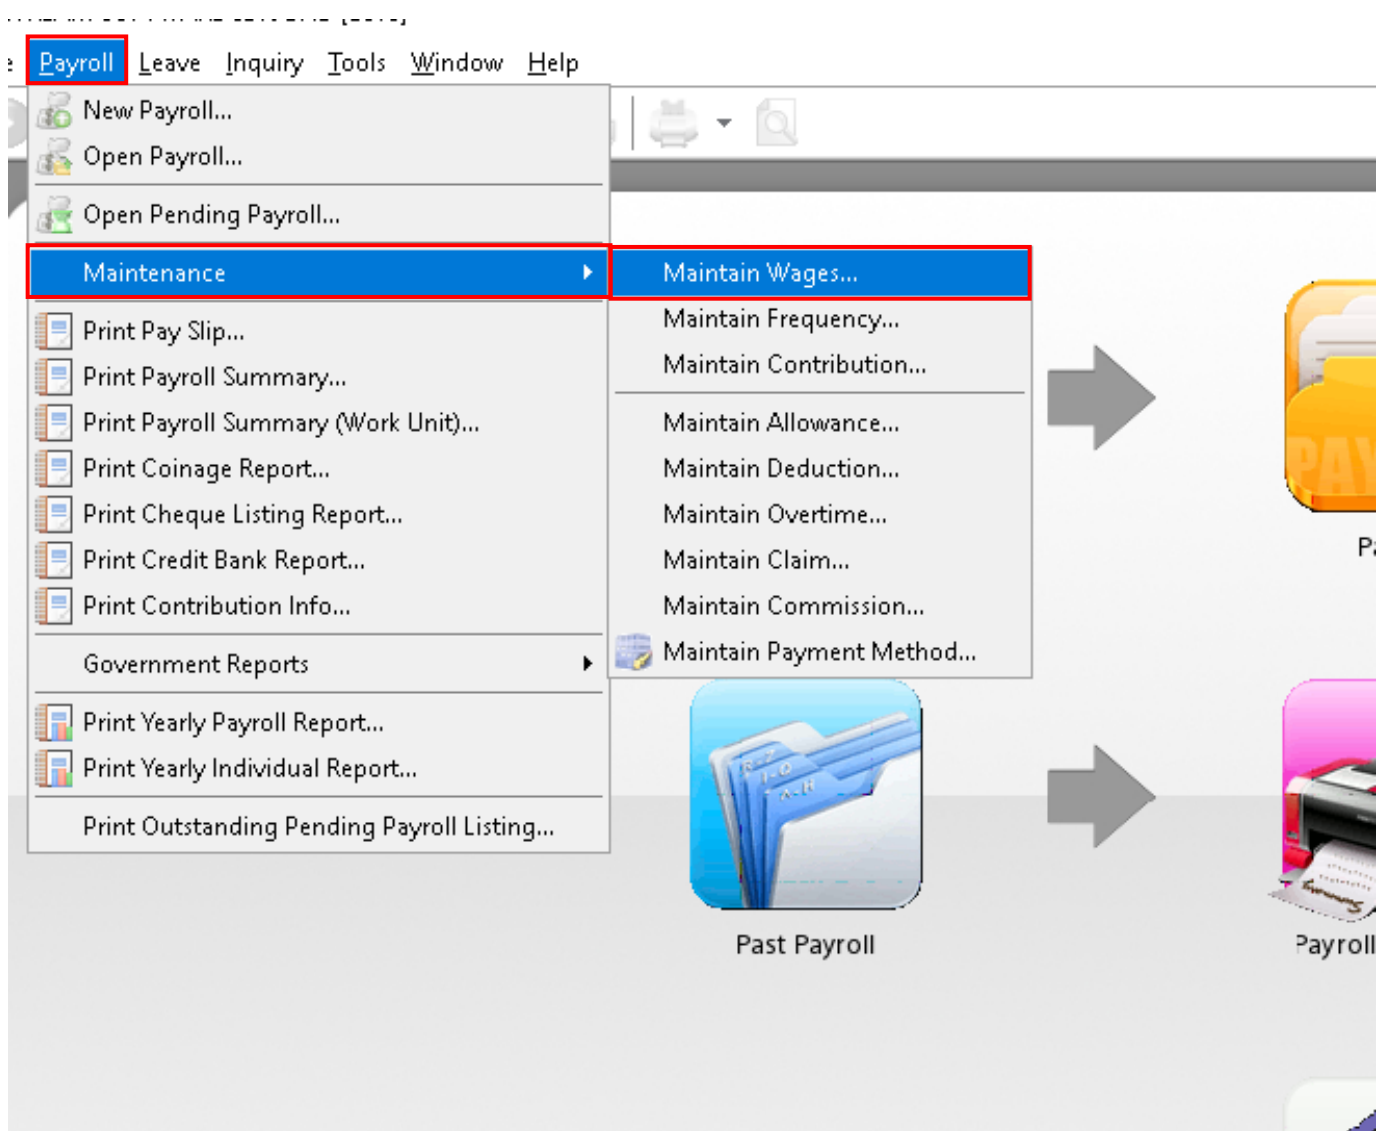 Payroll Leave Inquiry Tools Window Help
New Payroll...
Open Payroll...
Open Pending Payroll...
Maintenance
Print Pay Slip...
Print Payroll Summary...
Print Payroll Summary (Work Unit)...
Print Coinage Report...
Print Cheque Listing Report...
Print Credit Bank Report...
Print Contribution Info...
Government Reports
Print Yearly Payroll Report...
Print Yearly Individual Report...
Print Outstanding Pending Payroll Listing...
Maintain Wages...
Maintain Frequency...
Maintain Contribution...
Maintain Allowance...
Maintain Deduction...
Maintain Overtime...
Maintain Claim...
Maintain Commission...
Maintain Payment Method...
PAY
R-Z
I-Q
A-H
Past Payroll
Summary
Payroll